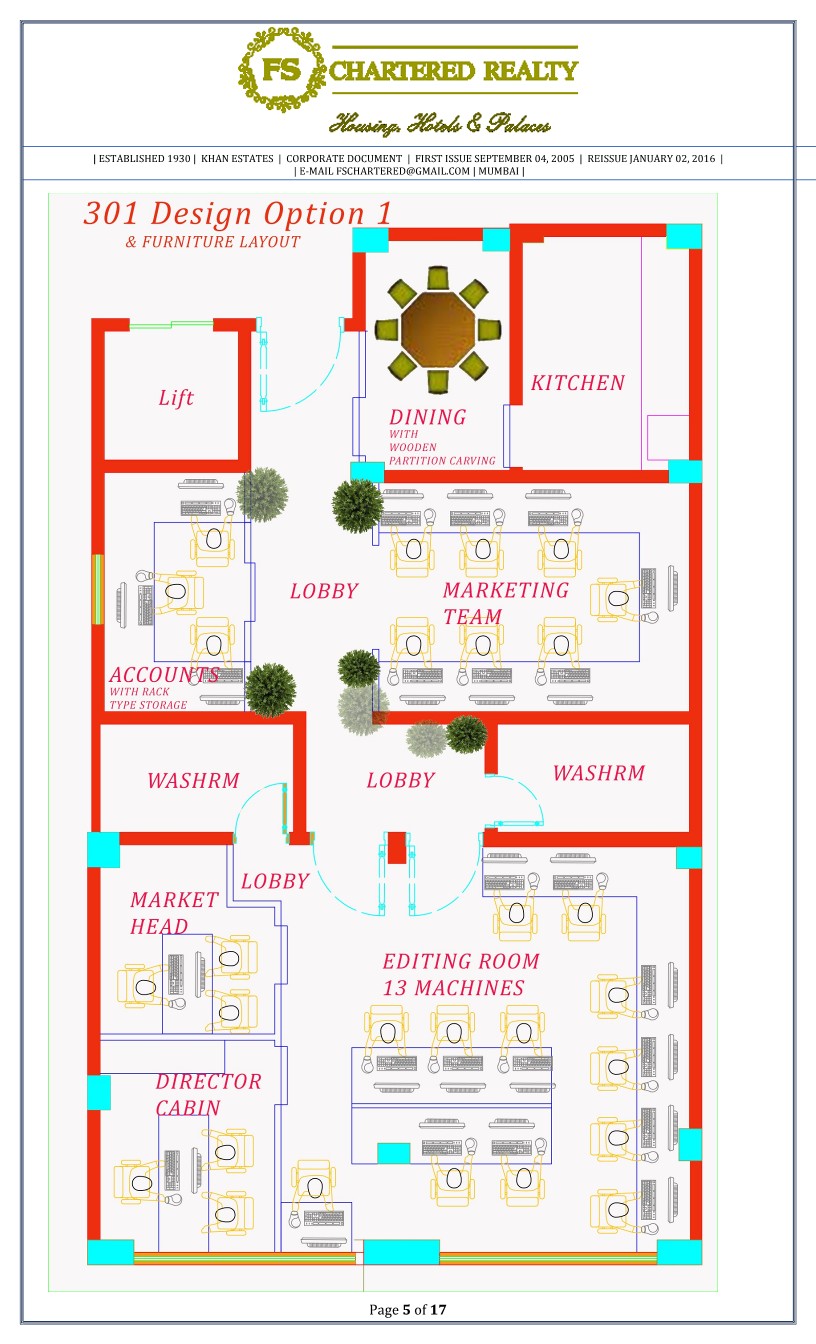 FS
CHARTERED REALTY
Housing, Hotels & Palaces
| ESTABLISHED 1930 | KHAN ESTATES | CORPORATE DOCUMENT | FIRST ISSUE SEPTEMBER 04, 2005 | REISSUE JANUARY 02, 2016 |
| E-MAIL FSCHARTERED@GMAIL.COM | MUMBAI |
301 Design Option 1
& FURNITURE LAYOUT
Lift
KITCHEN
DINING
WITH
WOODEN
PARTITION CARVING
LOBBY
MARKETING
TEAM
ACCOUNTS
WITH RACK
TYPE STORAGE
WASHRM
LOBBY
WASHRM
LOBBY
MARKET
HEAD
EDITING ROOM
13 MACHINES
DIRECTOR
CABIN
Page 5 of 17